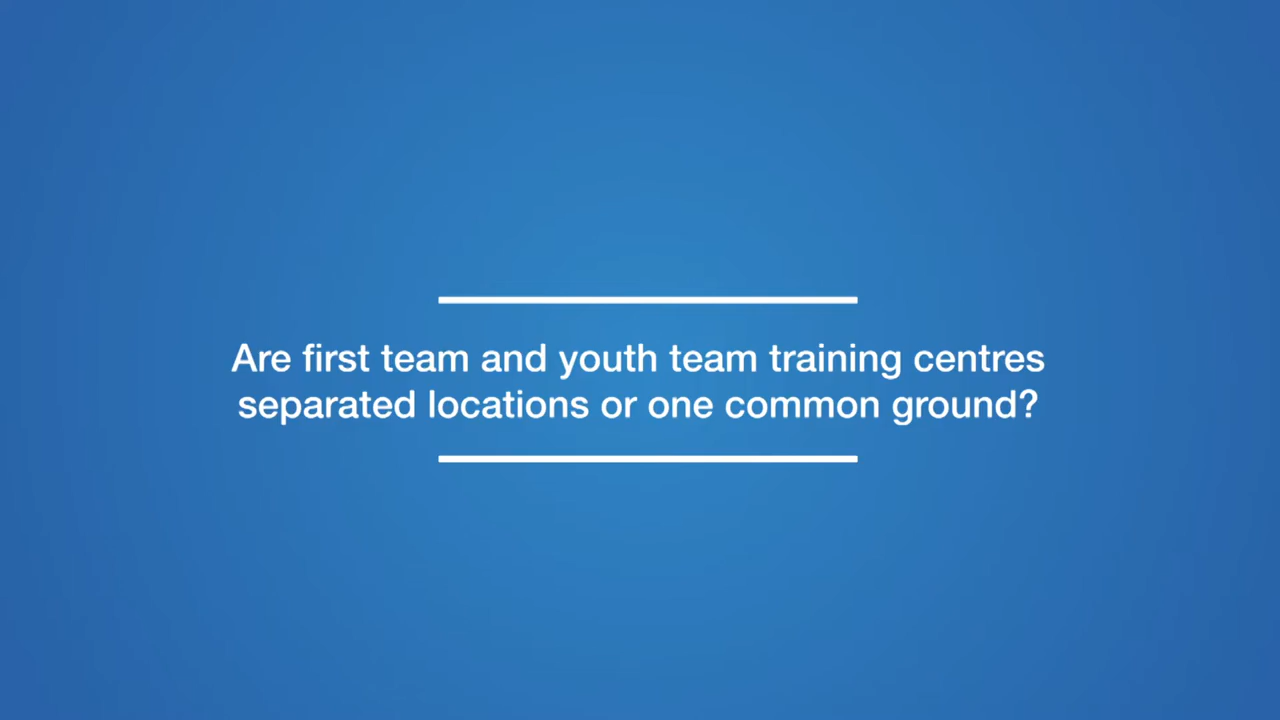 Are first team and youth team training centres
separated locations or one common ground?